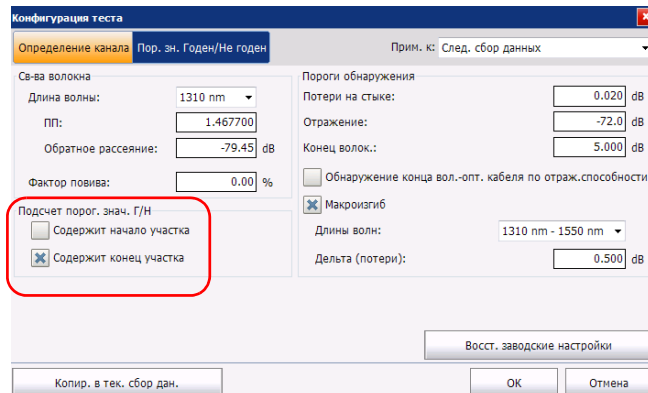 Конфигурация теста
Определение канала Пор. зн. Годен/Не годен Прим. к: След. сбор данных
Св-ва волокна
Длина волны: 1310 nm
ПП: 1.467700
Обратное рассеяние: -79.45 dB
Фактор повива: 0.00 %
Подсчет порог. знач. Г/Н
Содержит начало участка
Содержит конец участка
Пороги обнаружения
Потери на стыке: 0.020 dB
Отражение: -72.0 dB
Конец волок.: 5.000 dB
Обнаружение конца вол.-опт. кабеля по отраж.способности
Макроизгиб
Длины волн: 1310 nm - 1550 nm
Дельта (потери): 0.500 dB
Восст. заводские настройки
Копир. в тек. сбор дан. OK Отмена